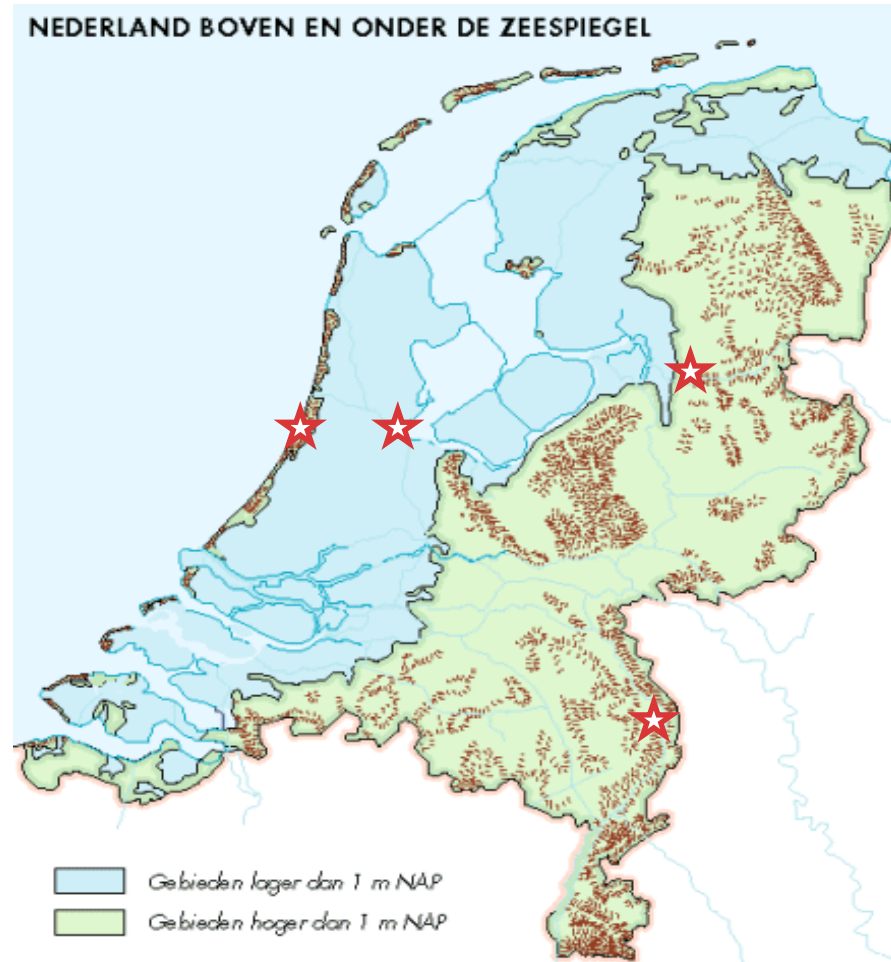 NEDERLAND BOVEN EN ONDER DE ZEESPIEGEL
Gebieden lager dan 1 m NAP
Gebieden hoger dan 1 m NAP